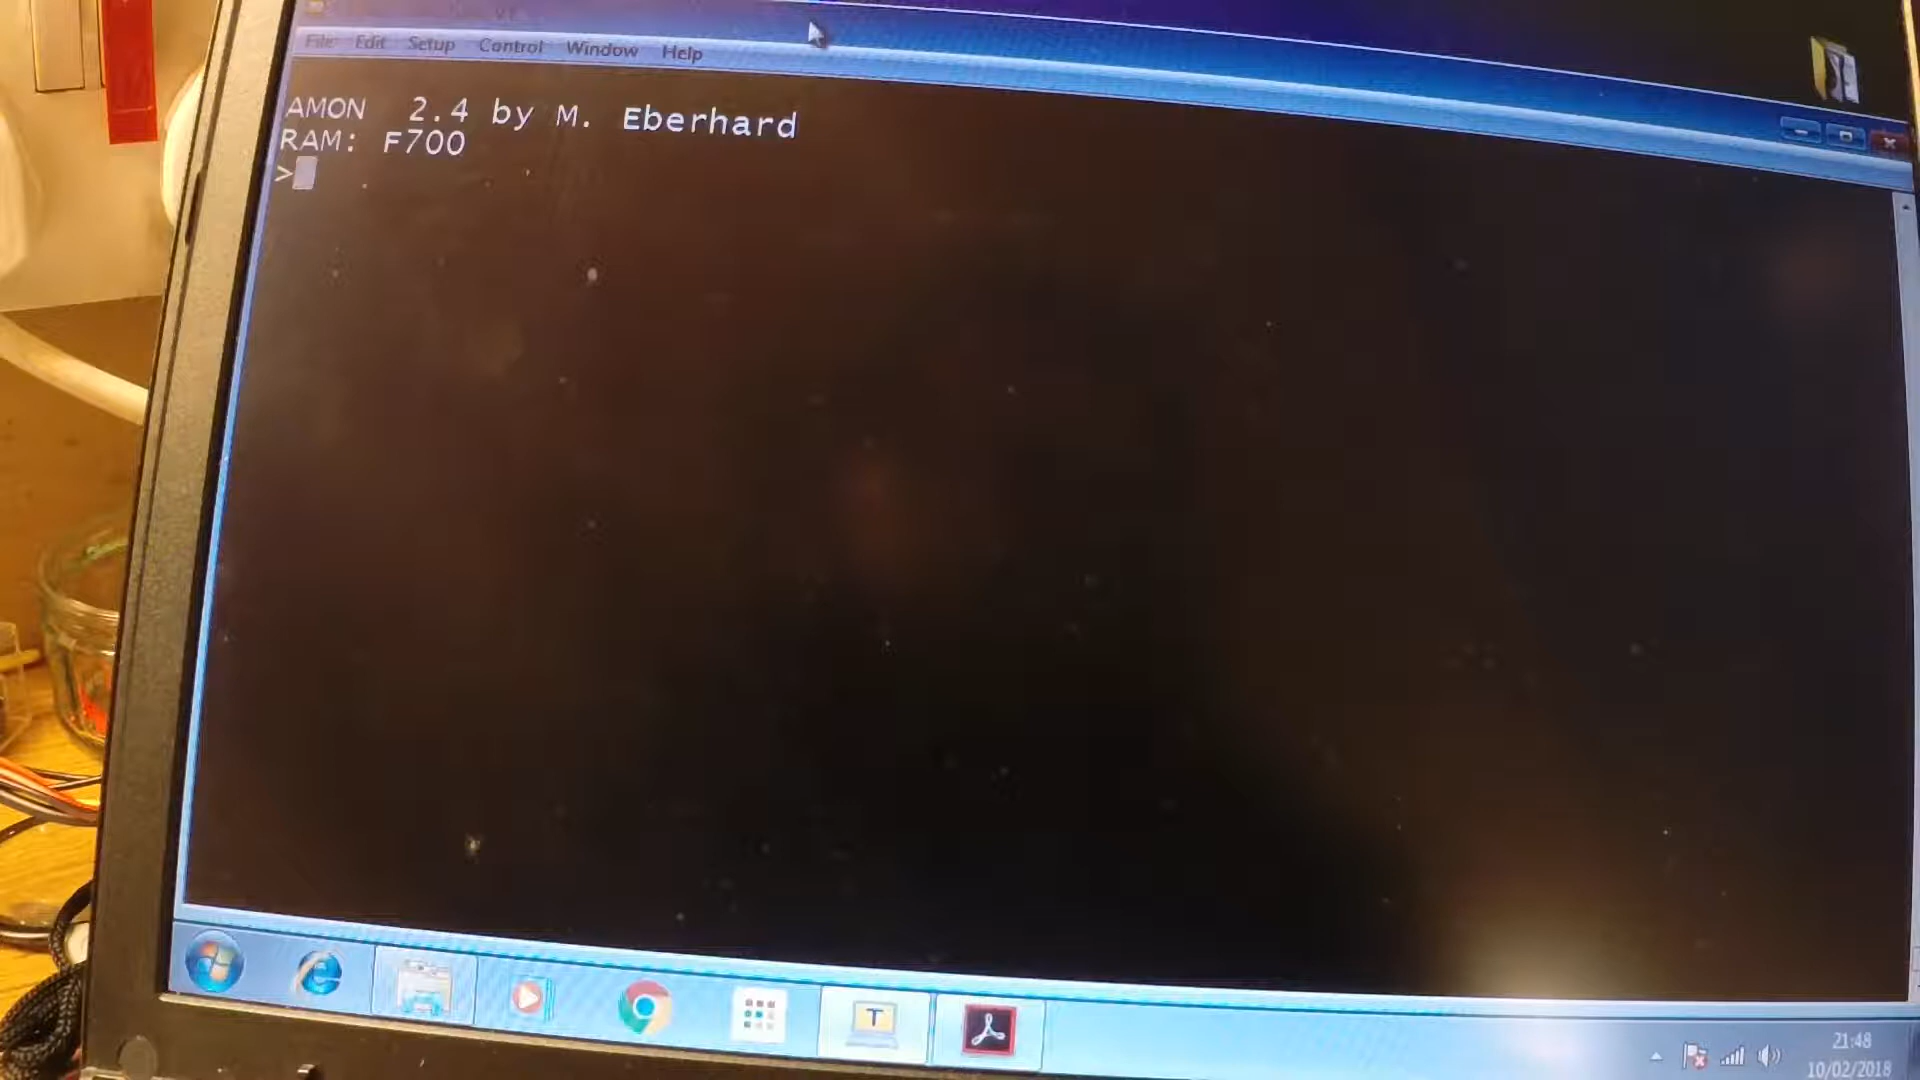 File Edit Setup Control Window Help
AMON 2.4 by M. Eberhard
RAM: F700
>
T
21:48
10/02/2018